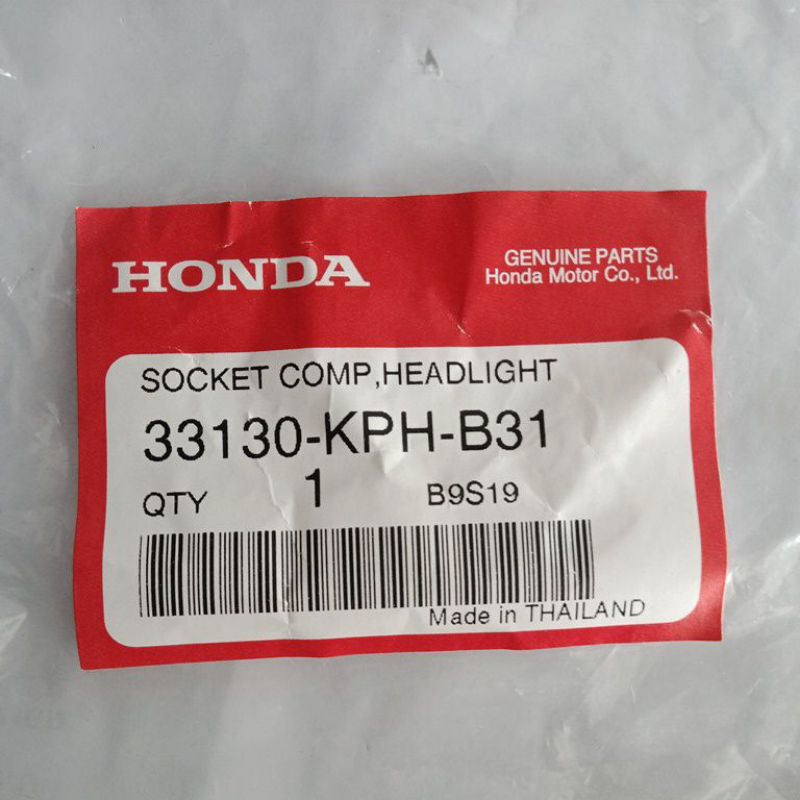 HONDA
GENUINE PARTS
Honda Motor Co., Ltd.
SOCKET COMP,HEADLIGHT
33130-KPH-B31
QTY 1 B9S19
Made in THAILAND